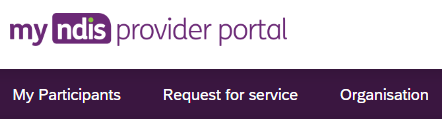 my ndis provider portal
My Participants Request for service Organisation